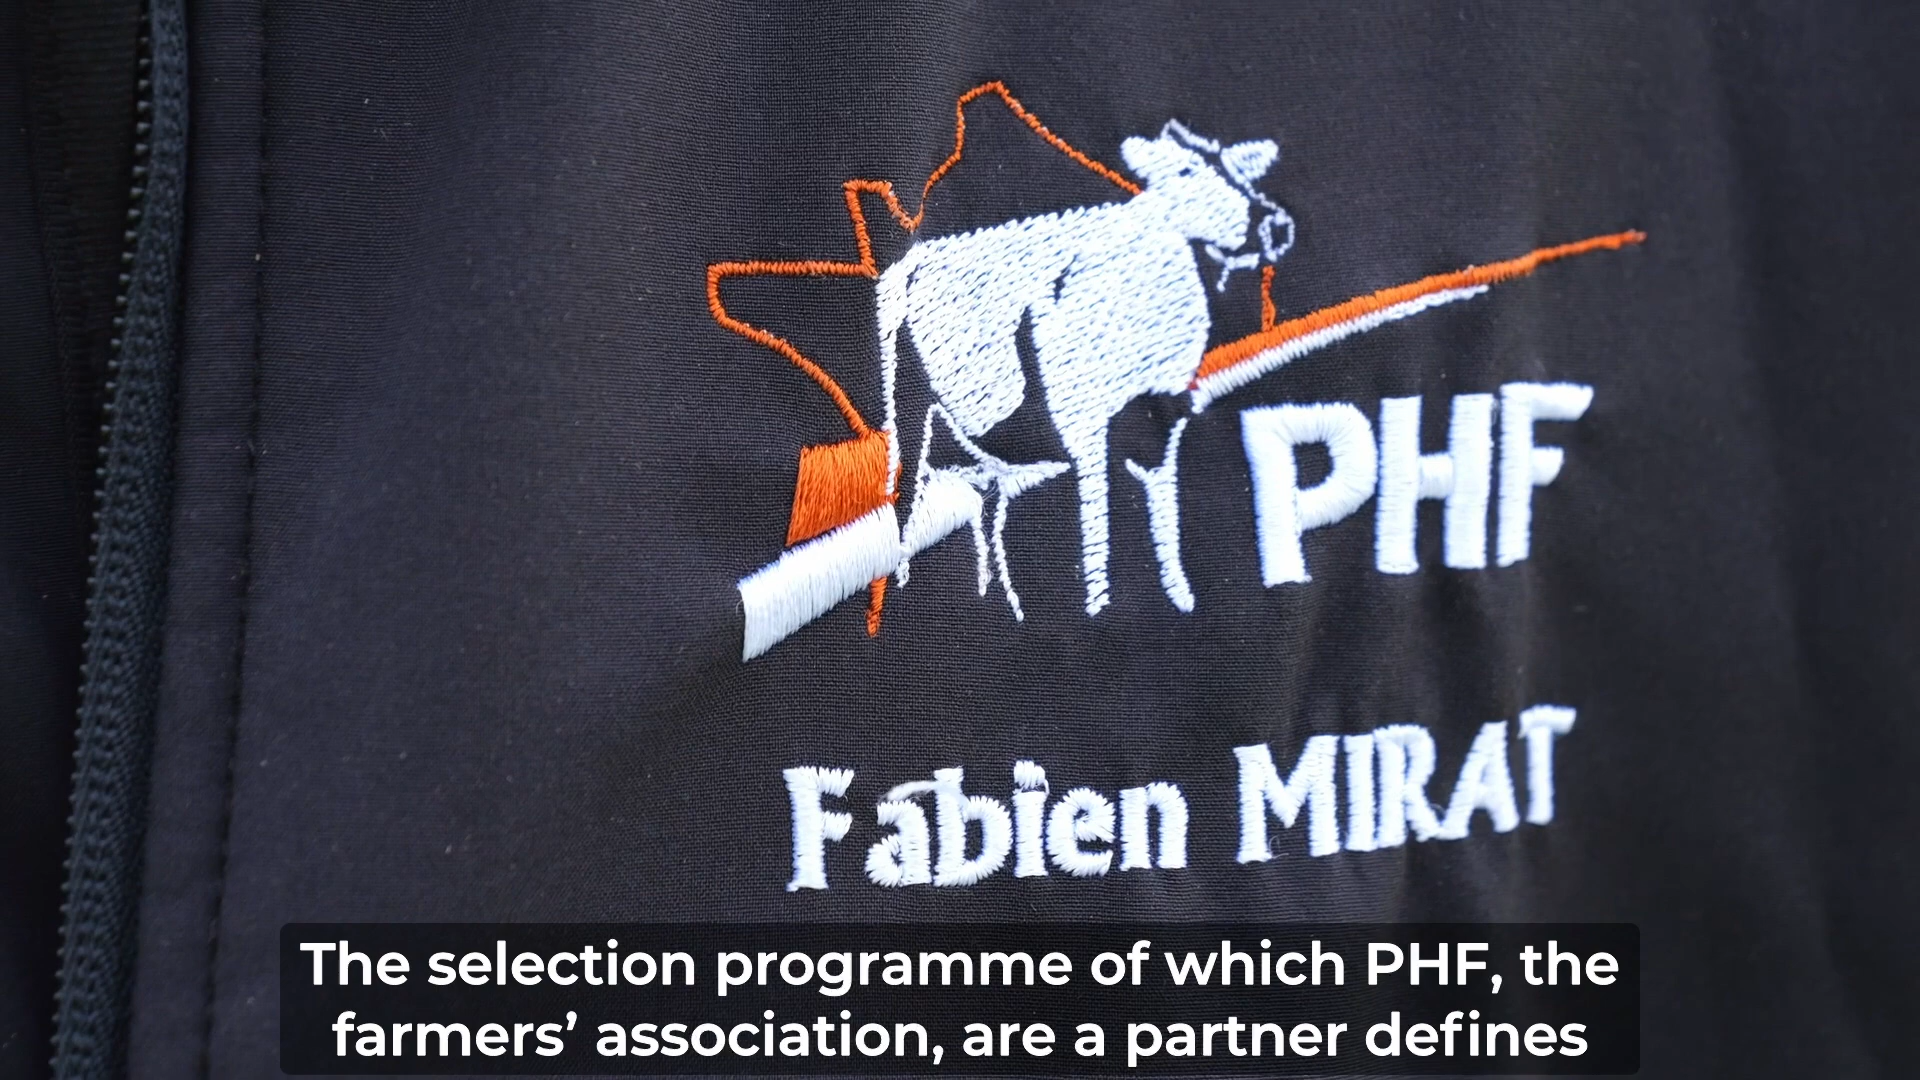 PHF
Fabien MIRAT
The selection programme of which PHF, the
farmers’ association, are a partner defines